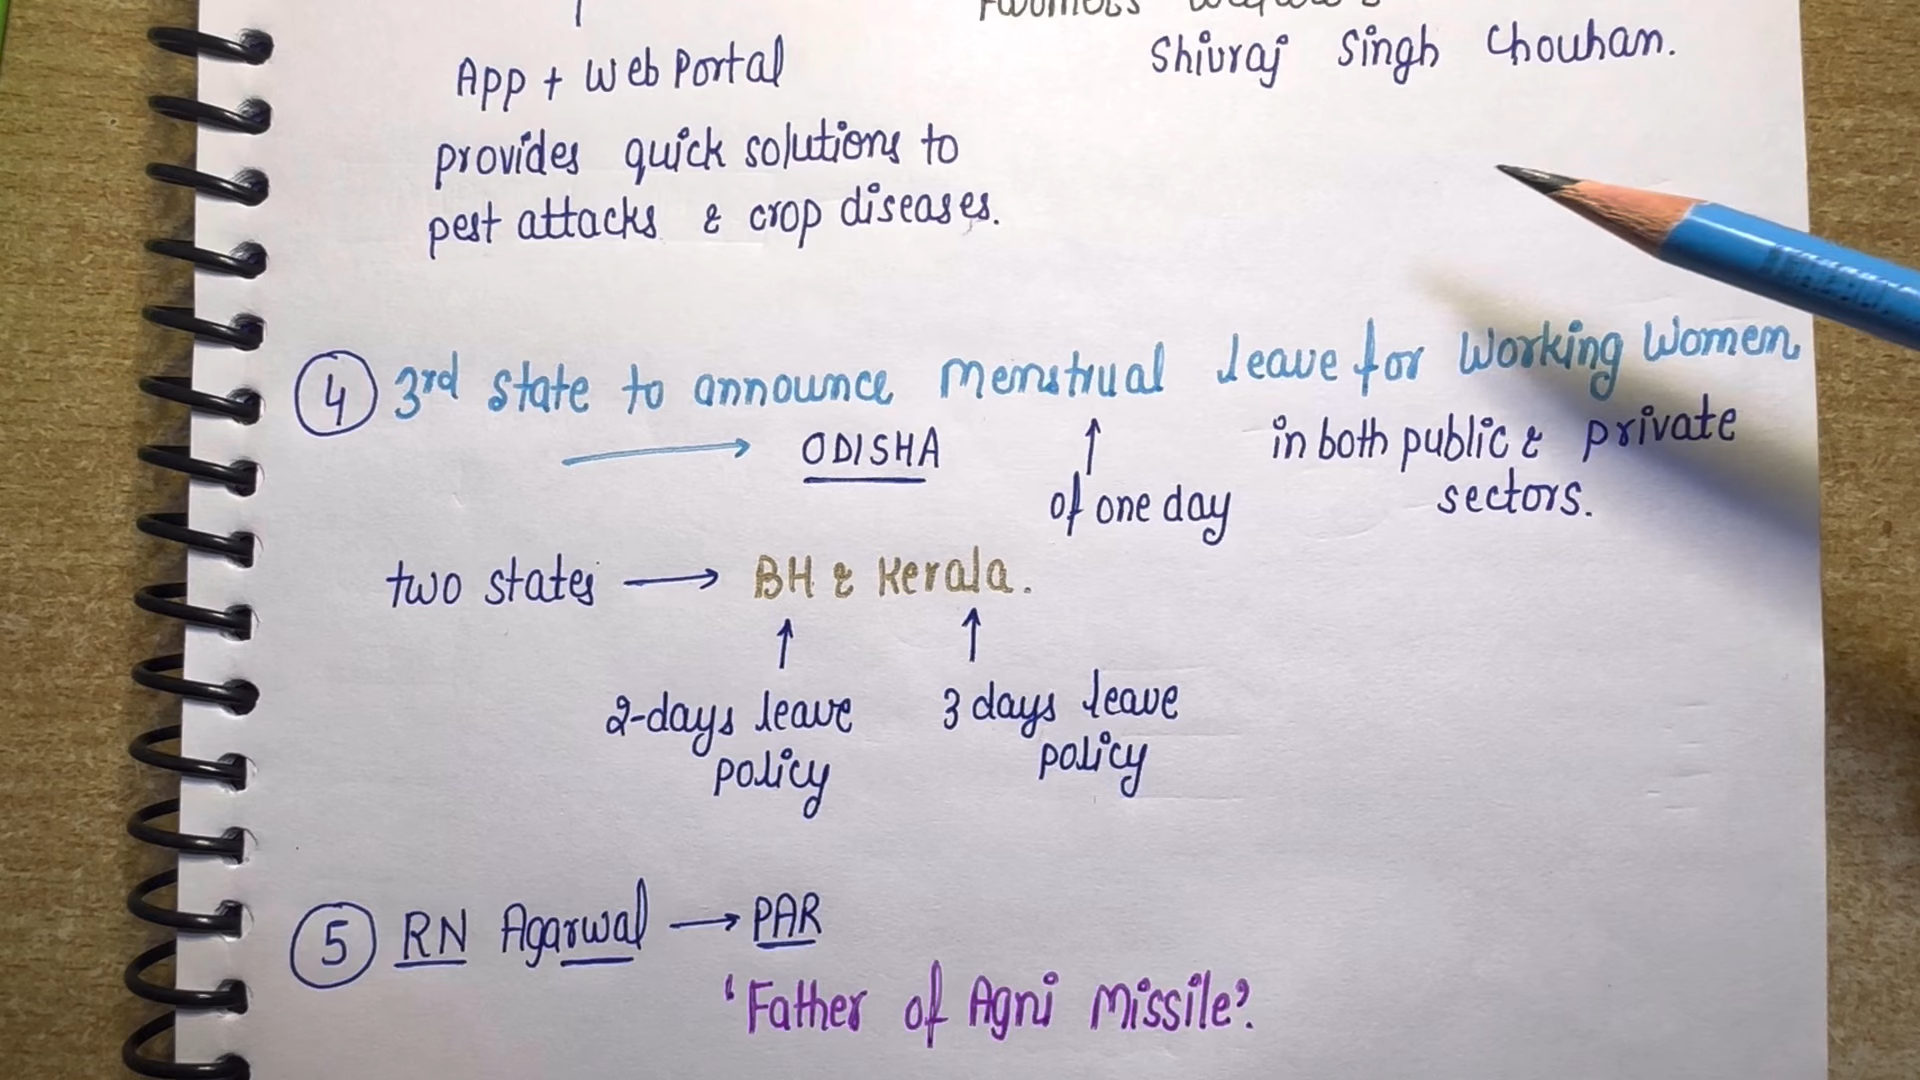 App + Web Portal
provides quick solutions to
pest attacks & crop diseases.
Shivraj Singh Chouhan.
4 3rd state to announce Menstrual leave for Working Women
ODISHA
of one day
in both public & private
sectors.
two states → BH & Kerala.
2-days leave
policy
3 days leave
policy
5 RN Agarwal → PAR
'Father of Agni Missile'.